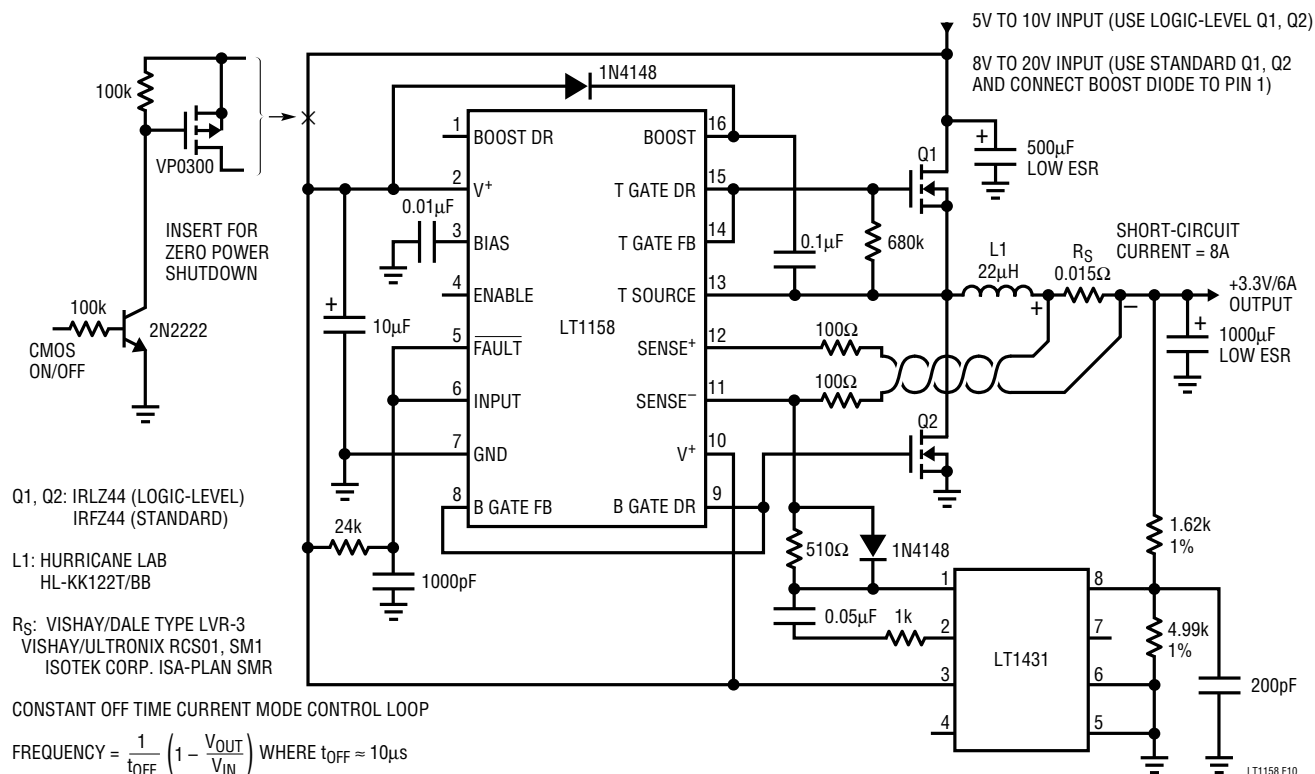 5V TO 10V INPUT (USE LOGIC-LEVEL Q1, Q2)
8V TO 20V INPUT (USE STANDARD Q1, Q2
AND CONNECT BOOST DIODE TO PIN 1)
100k
VP0300
INSERT FOR
ZERO POWER
SHUTDOWN
100k
2N2222
CMOS
ON/OFF
1N4148
1
BOOST DR
BOOST
16
2
V+
T GATE DR
15
0.01µF
3
BIAS
T GATE FB
14
4
ENABLE
T SOURCE
13
LT1158
5
FAULT
SENSE+
12
6
INPUT
SENSE–
11
7
GND
V+
10
8
B GATE FB
B GATE DR
9
+
10µF
24k
1000pF
0.1µF
680k
Q1
+
500µF
LOW ESR
L1
22µH
RS
0.015Ω
SHORT-CIRCUIT
CURRENT = 8A
+
–
+3.3V/6A
OUTPUT
+
1000µF
LOW ESR
100Ω
100Ω
Q2
510Ω
1N4148
0.05µF
1k
1
2
3
4
LT1431
8
7
6
5
1.62k
1%
4.99k
1%
200pF
Q1, Q2: IRLZ44 (LOGIC-LEVEL)
IRFZ44 (STANDARD)
L1: HURRICANE LAB
HL-KK122T/BB
RS: VISHAY/DALE TYPE LVR-3
VISHAY/ULTRONIX RCS01, SM1
ISOTEK CORP. ISA-PLAN SMR
CONSTANT OFF TIME CURRENT MODE CONTROL LOOP
FREQUENCY = 1/tOFF (1 – VOUT/VIN) WHERE tOFF ≈ 10µs
LT1158 F10